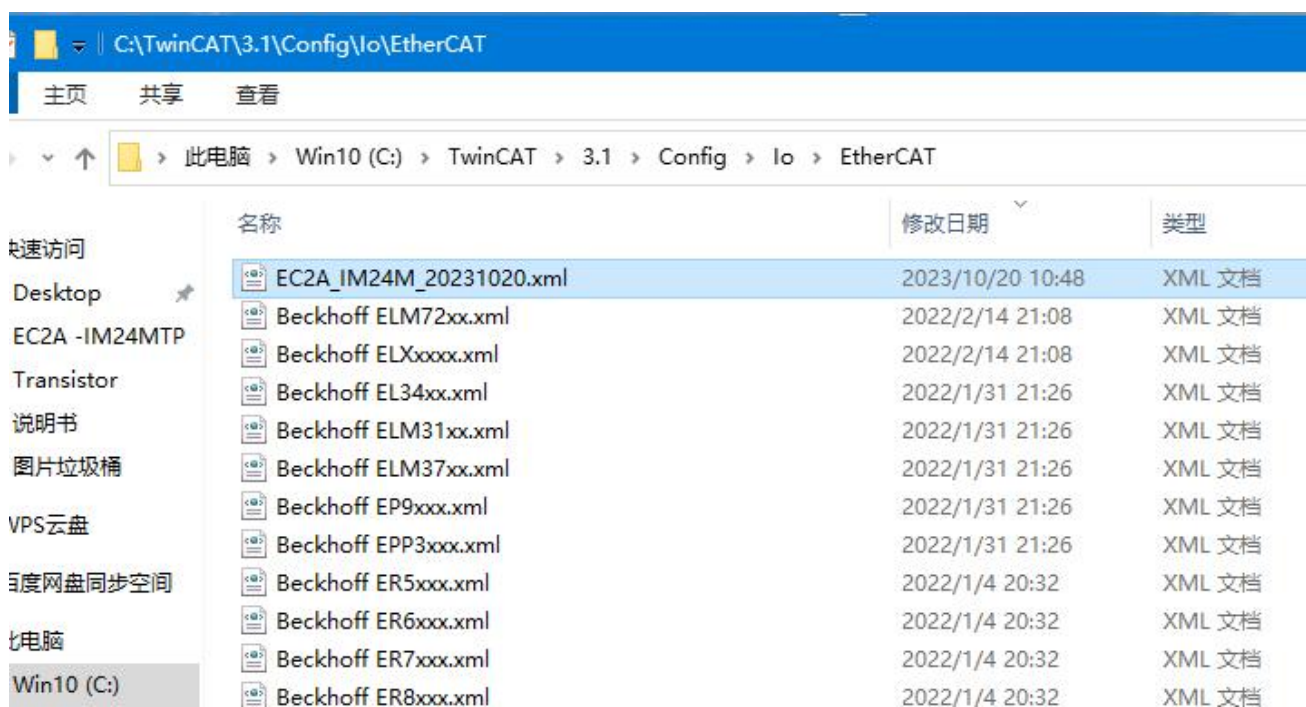 C:\TwinCAT\3.1\Config\Io\EtherCAT
主页 共享 查看
此电脑 > Win10 (C:) > TwinCAT > 3.1 > Config > Io > EtherCAT
名称 修改日期 类型
快速访问
EC2A_IM24M_20231020.xml 2023/10/20 10:48 XML 文档
Desktop
Beckhoff ELM72xx.xml 2022/2/14 21:08 XML 文档
EC2A -IM24MTP
Beckhoff ELXxxxx.xml 2022/2/14 21:08 XML 文档
Transistor
Beckhoff EL34xx.xml 2022/1/31 21:26 XML 文档
说明书
Beckhoff ELM31xx.xml 2022/1/31 21:26 XML 文档
图片垃圾桶
Beckhoff ELM37xx.xml 2022/1/31 21:26 XML 文档
Beckhoff EP9xxx.xml 2022/1/31 21:26 XML 文档
WPS云盘
Beckhoff EPP3xxx.xml 2022/1/31 21:26 XML 文档
百度网盘同步空间
Beckhoff ER5xxx.xml 2022/1/4 20:32 XML 文档
Beckhoff ER6xxx.xml 2022/1/4 20:32 XML 文档
此电脑
Beckhoff ER7xxx.xml 2022/1/4 20:32 XML 文档
Win10 (C:)
Beckhoff ER8xxx.xml 2022/1/4 20:32 XML 文档